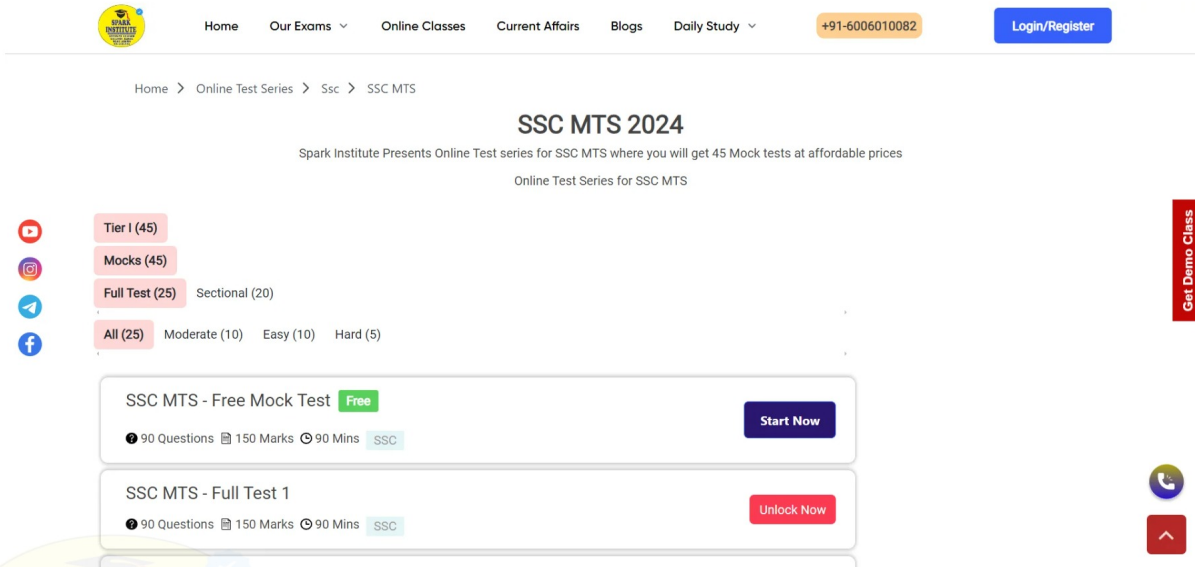 SPARK
INSTITUTE
Home
Our Exams
Online Classes
Current Affairs
Blogs
Daily Study
+91-6006010082
Login/Register
Home > Online Test Series > Ssc > SSC MTS
SSC MTS 2024
Spark Institute Presents Online Test series for SSC MTS where you will get 45 Mock tests at affordable prices
Online Test Series for SSC MTS
Tier I (45)
Mocks (45)
Full Test (25) Sectional (20)
All (25) Moderate (10) Easy (10) Hard (5)
Get Demo Class
SSC MTS - Free Mock Test Free
90 Questions 150 Marks 90 Mins SSC
Start Now
SSC MTS - Full Test 1
90 Questions 150 Marks 90 Mins SSC
Unlock Now